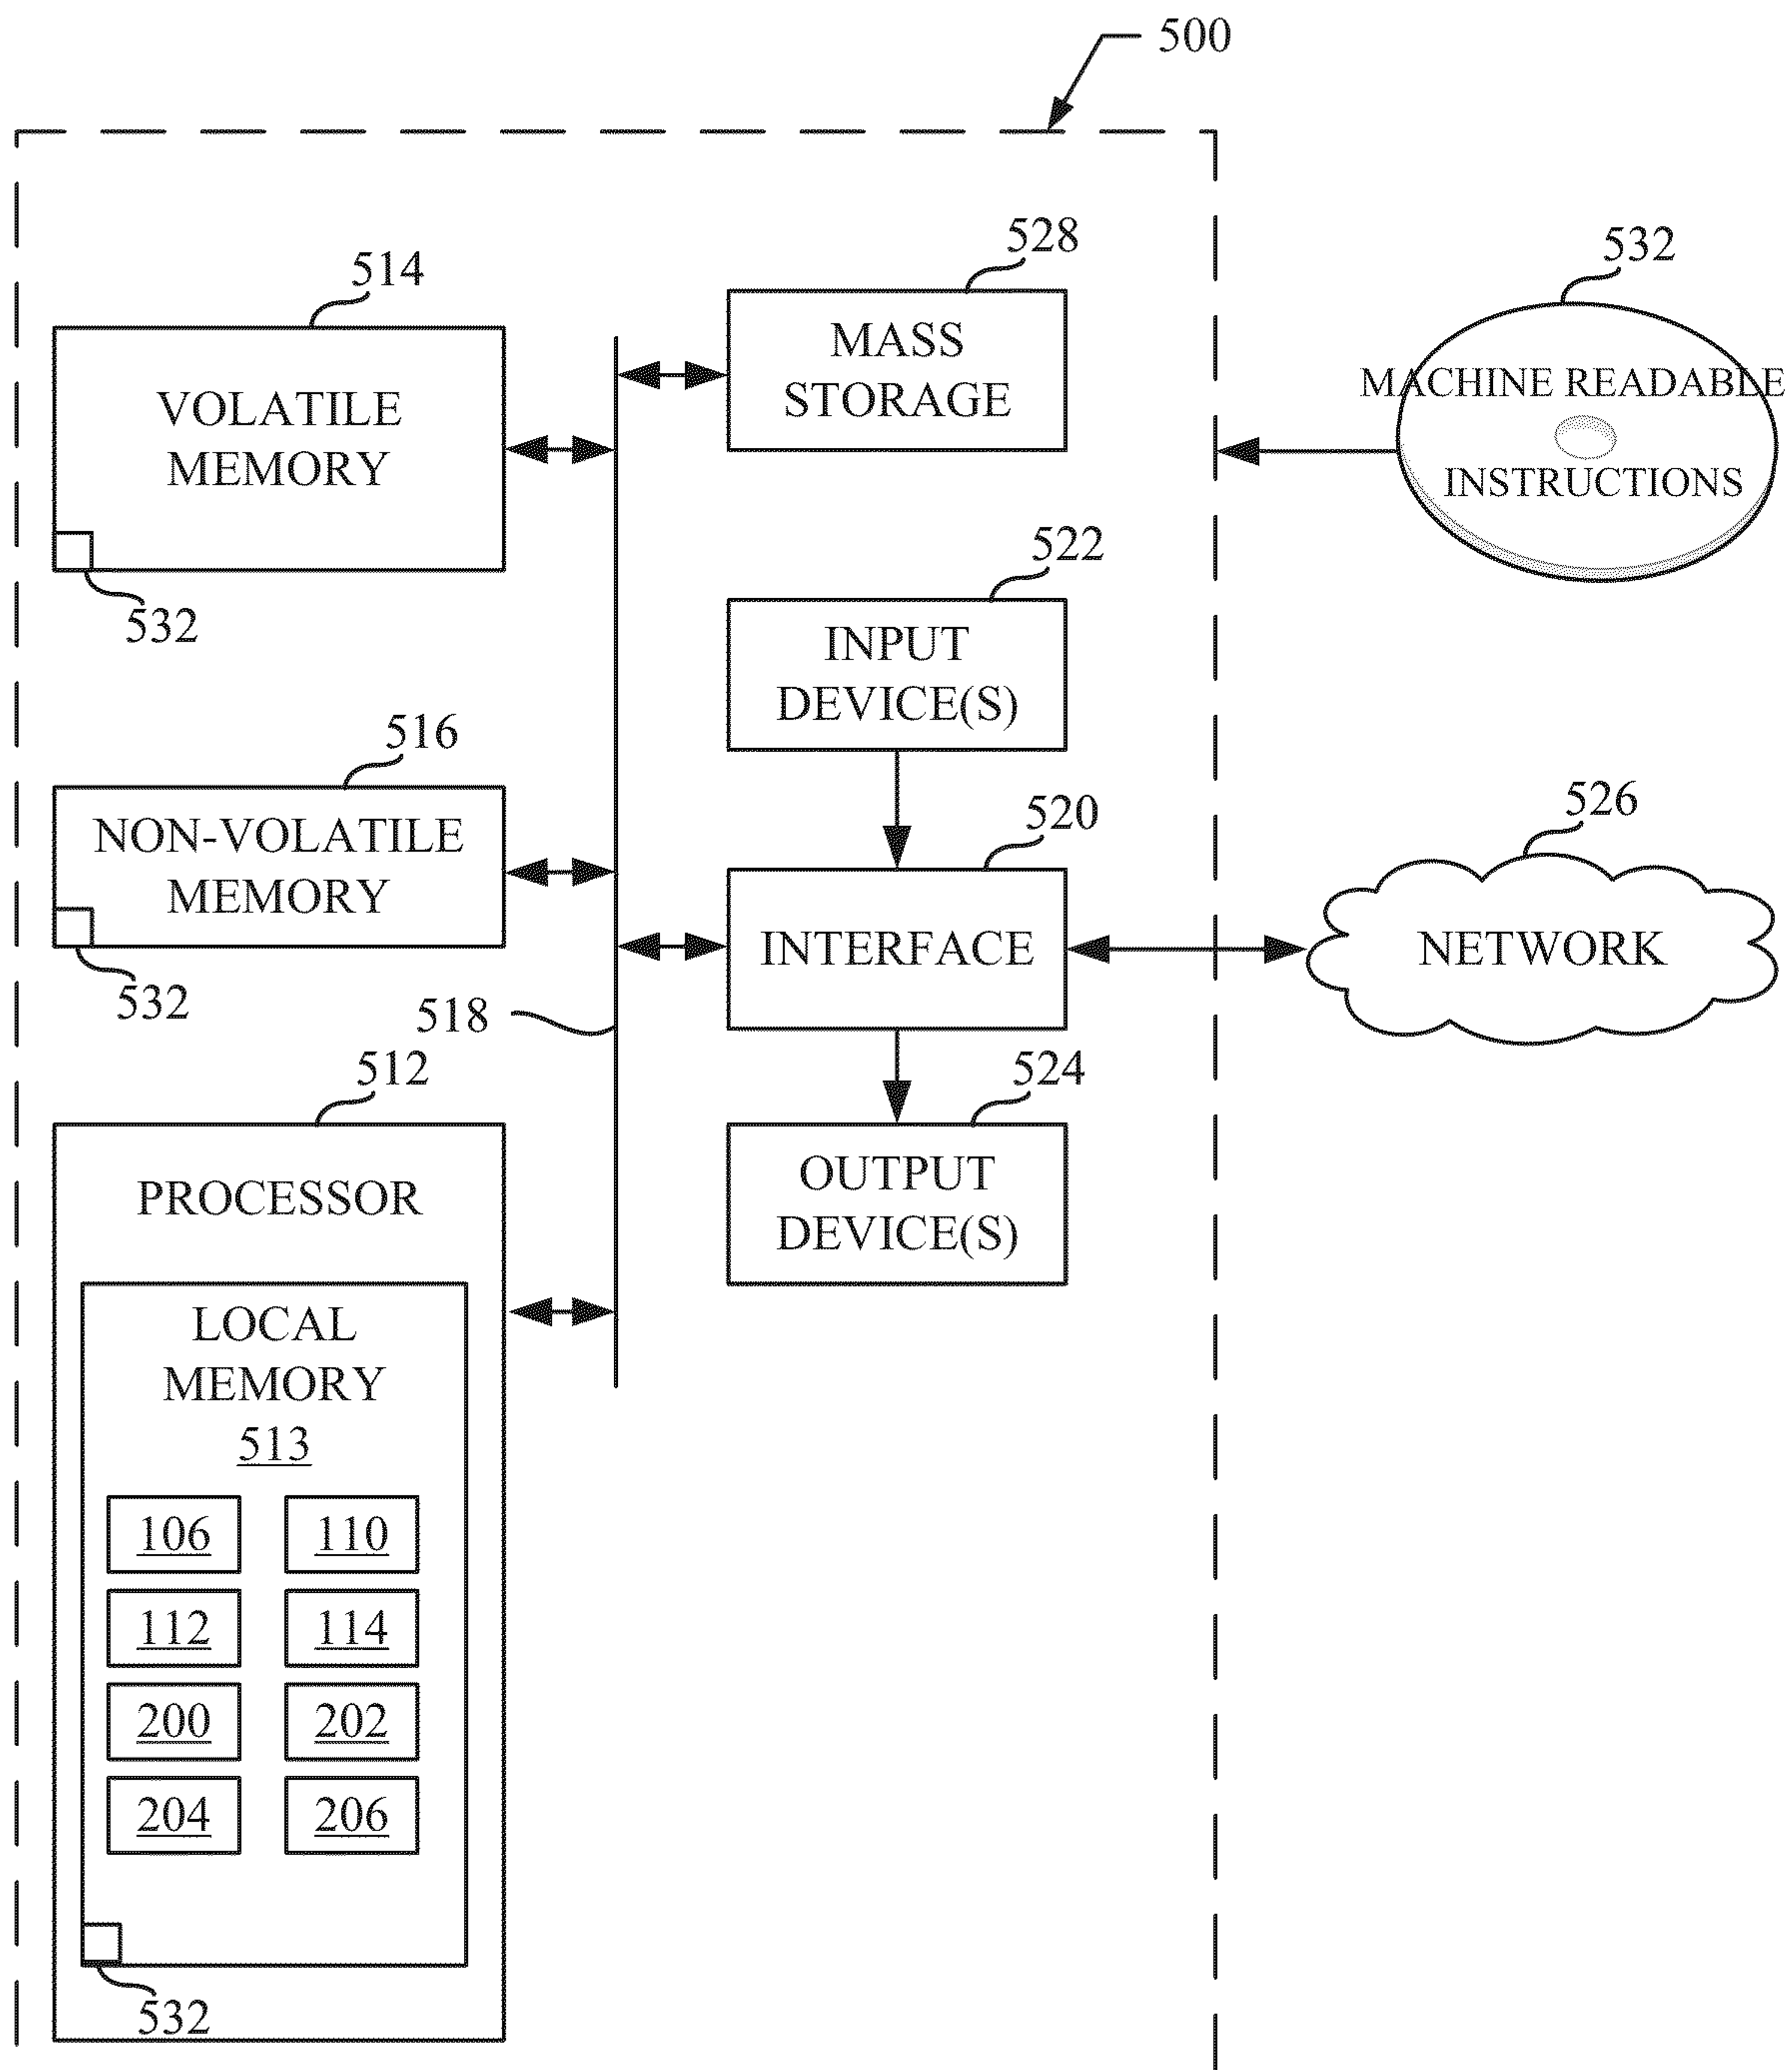 500
514
VOLATILE
MEMORY
532
528
MASS
STORAGE
532
MACHINE READABLE
INSTRUCTIONS
522
INPUT
DEVICE(S)
516
NON-VOLATILE
MEMORY
532
518
520
INTERFACE
526
NETWORK
512
PROCESSOR
524
OUTPUT
DEVICE(S)
LOCAL
MEMORY
513
106 110
112 114
200 202
204 206
532